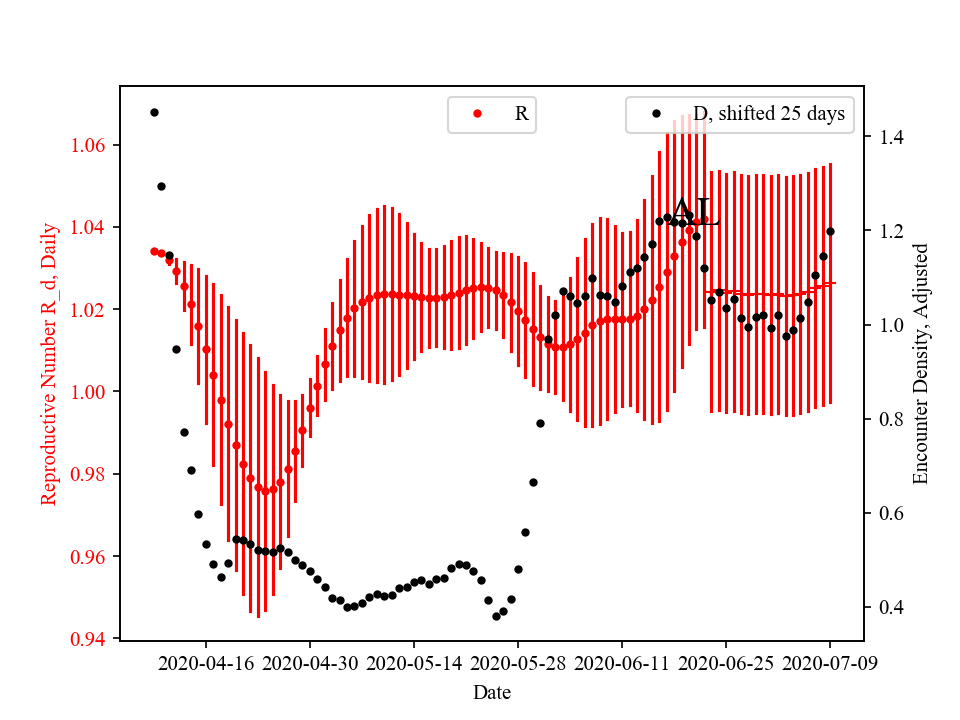 R
D, shifted 25 days
AL
Reproductive Number R_d, Daily
1.06
1.04
1.02
1.00
0.98
0.96
0.94
1.4
1.2
1.0
0.8
0.6
0.4
Encounter Density, Adjusted
2020-04-16 2020-04-30 2020-05-14 2020-05-28 2020-06-11 2020-06-25 2020-07-09
Date